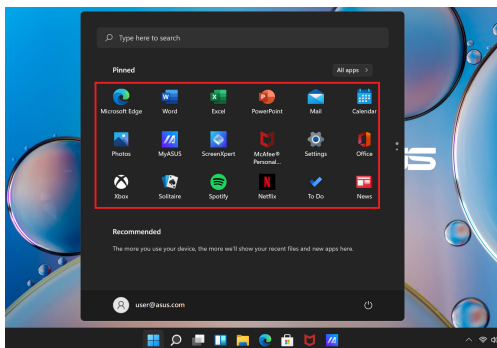 Type here to search
Pinned
All apps >
Microsoft Edge Word Excel PowerPoint Mail Calendar
Photos MyASUS ScreenXpert McAfee® Personal... Settings Office
Xbox Solitaire Spotify Netflix To Do News
Recommended
The more you use your device, the more we'll show your recent files and new apps here.
user@asus.com